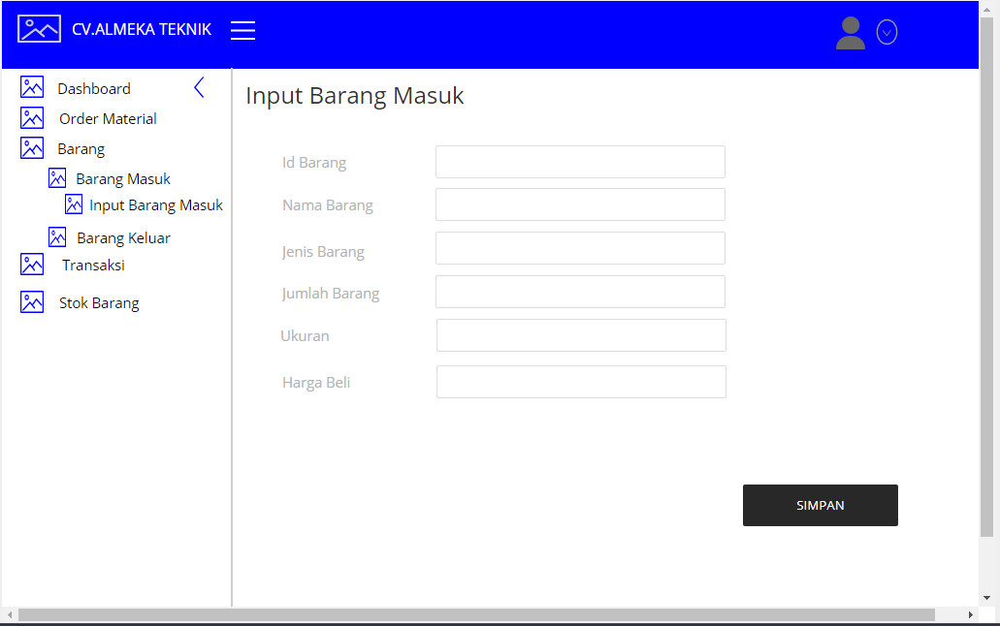 CV.ALMEKA TEKNIK
Dashboard
Order Material
Barang
Barang Masuk
Input Barang Masuk
Barang Keluar
Transaksi
Stok Barang
Input Barang Masuk
Id Barang
Nama Barang
Jenis Barang
Jumlah Barang
Ukuran
Harga Beli
SIMPAN